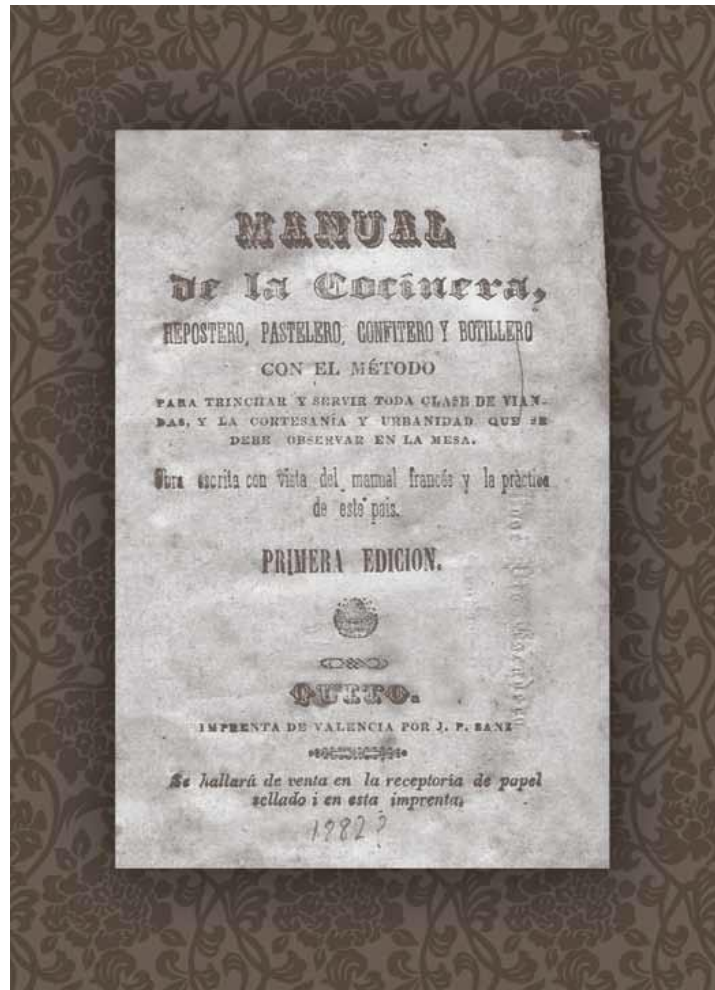 MANUAL
de la Cocinera,
REPOSTERO, PASTELERO, CONFITERO Y BOTILLERO
CON EL MÉTODO
PARA TRINCHAR Y SERVIR TODA CLASE DE VIAN-
DAS, Y LA CORTESANÍA Y URBANIDAD QUE SE
DEBE OBSERVAR EN LA MESA.
Obra escrita con vista del manual francés y la pràctica
de este pais.
PRIMERA EDICION.
QUITO.
IMPRENTA DE VALENCIA POR J. P. SANZ
Se hallará de venta en la receptoria de papel
sellado i en esta imprenta,
1882?